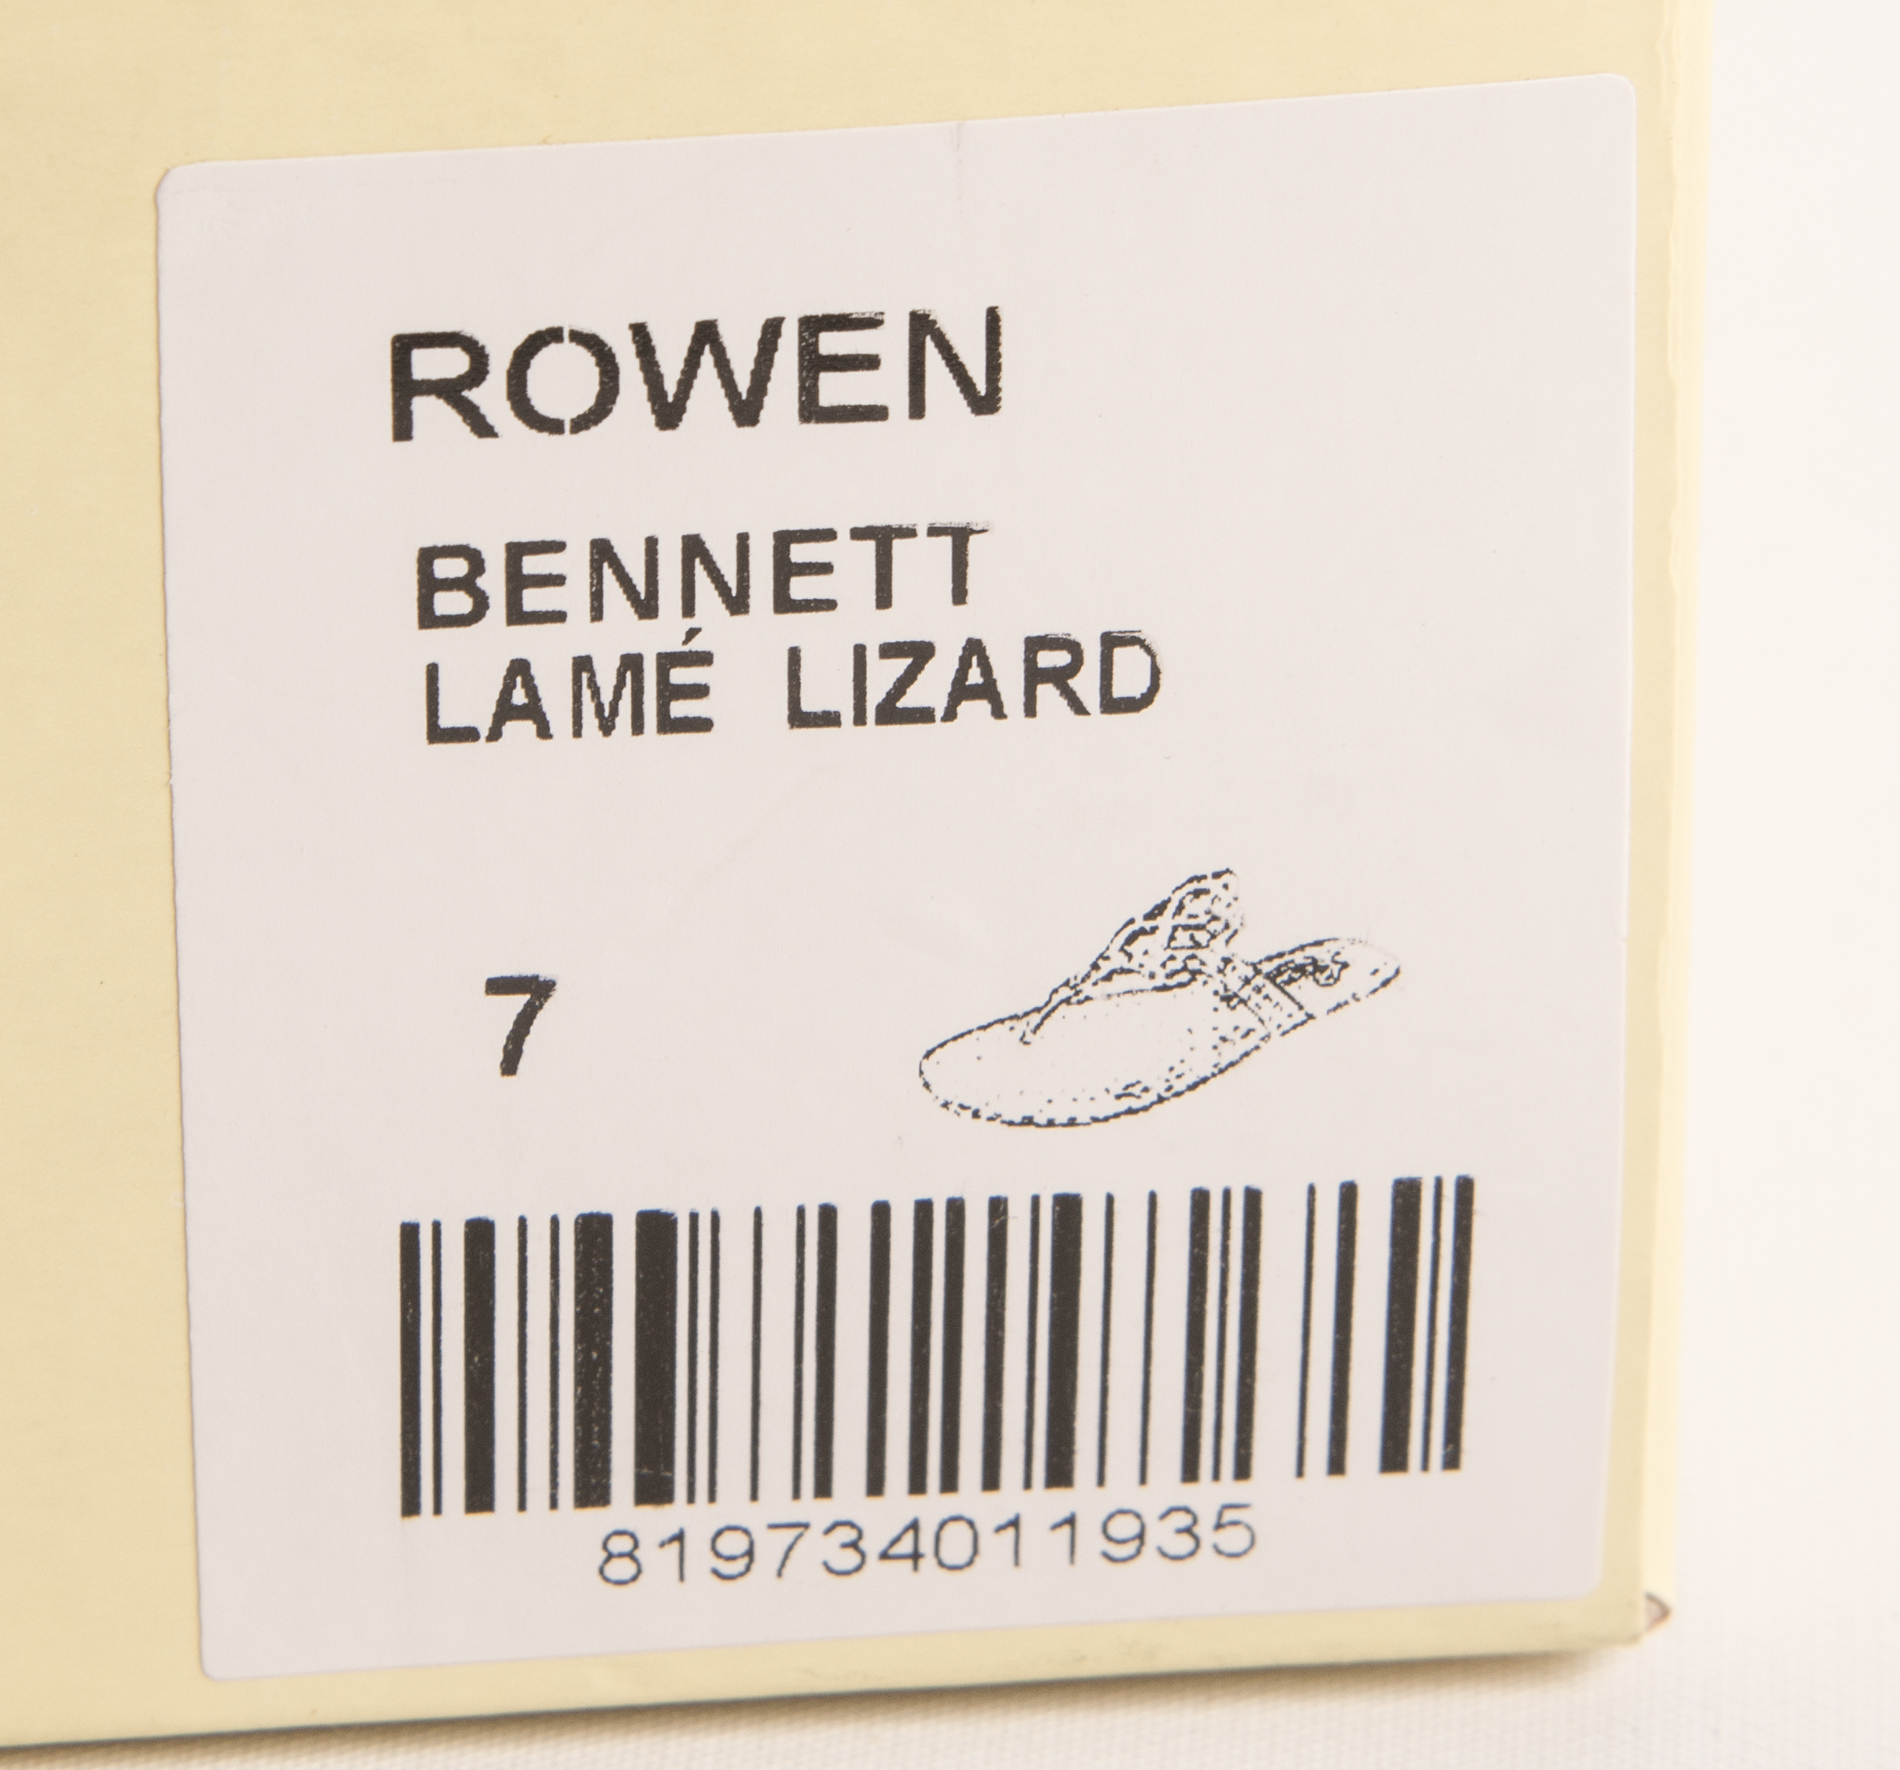 ROWEN
BENNETT
LAMÉ LIZARD
7
819734011935